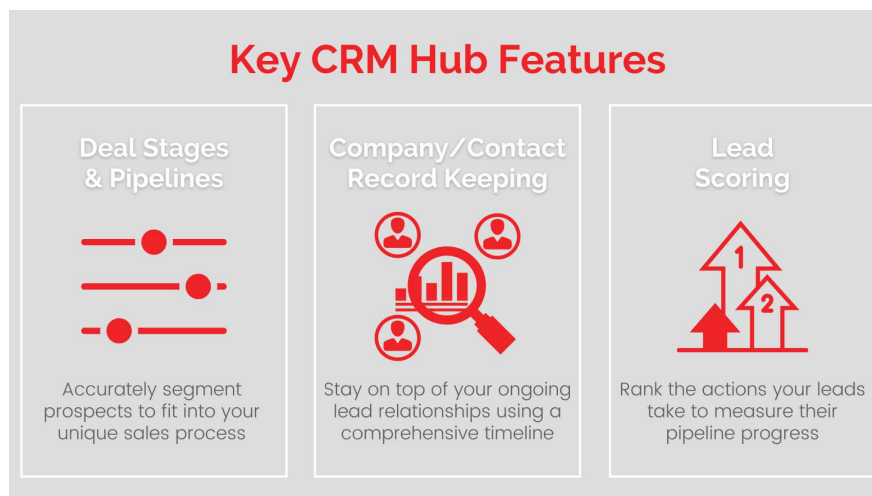 Key CRM Hub Features
Deal Stages
& Pipelines
Accurately segment
prospects to fit into your
unique sales process
Company/Contact
Record Keeping
Stay on top of your ongoing
lead relationships using a
comprehensive timeline
Lead
Scoring
1
2
Rank the actions your leads
take to measure their
pipeline progress